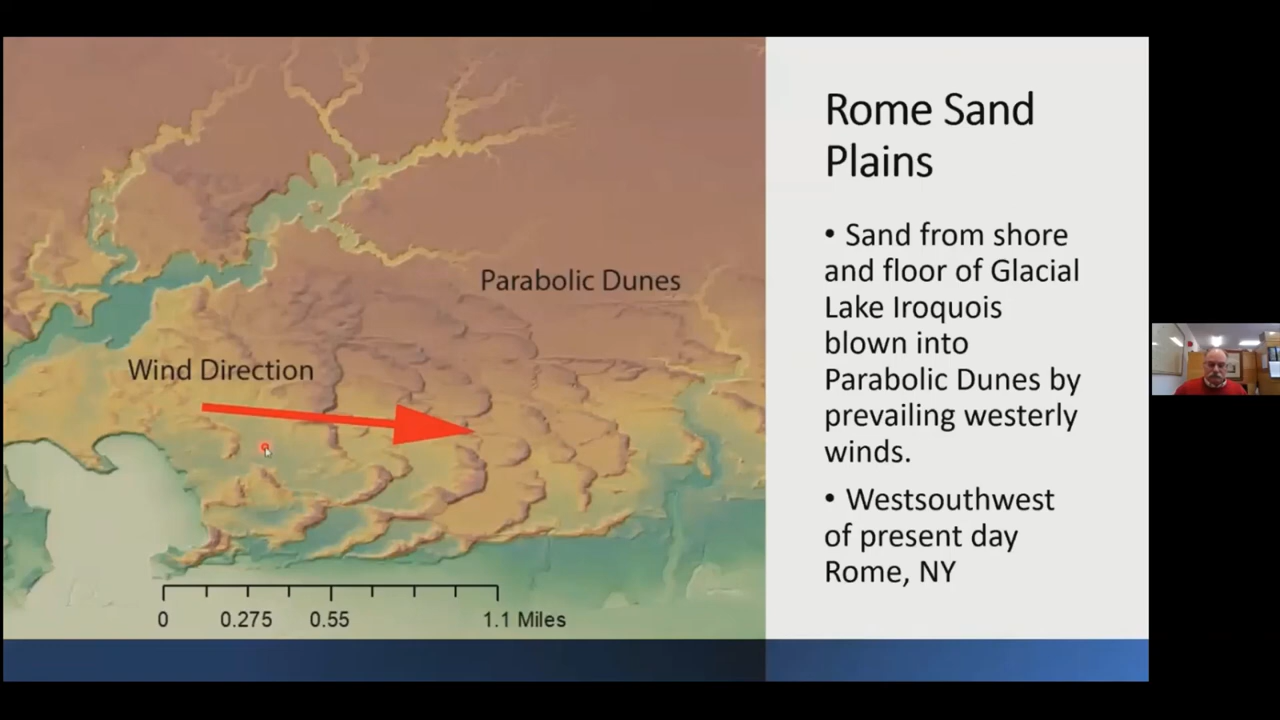 Rome Sand
Plains
• Sand from shore
and floor of Glacial
Lake Iroquois
blown into
Parabolic Dunes by
prevailing westerly
winds.
• Westsouthwest
of present day
Rome, NY
Parabolic Dunes
Wind Direction
0 0.275 0.55 1.1 Miles